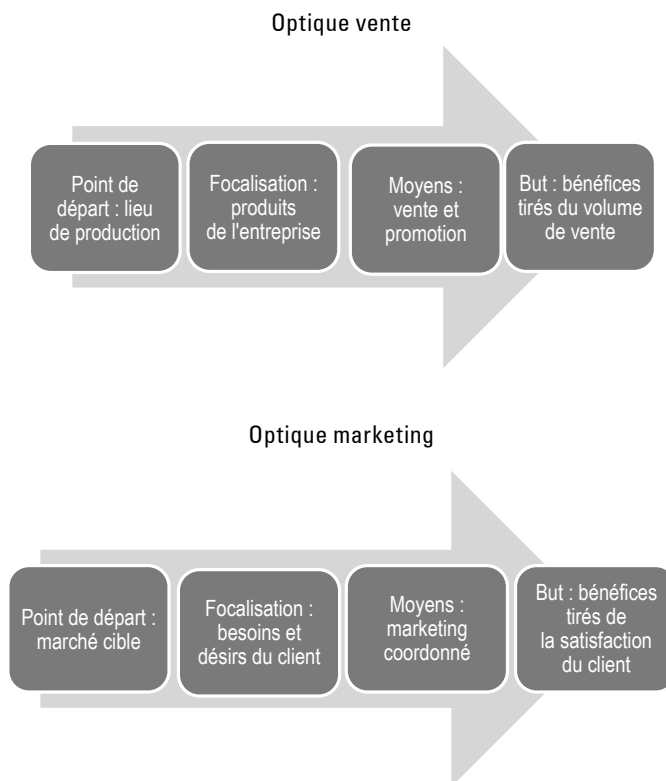 Optique vente
Point de
départ : lieu
de production
Focalisation :
produits
de l'entreprise
Moyens :
vente et
promotion
But : bénéfices
tirés du volume
de vente
Optique marketing
Point de départ :
marché cible
Focalisation :
besoins et
désirs du client
Moyens :
marketing
coordonné
But : bénéfices
tirés de
la satisfaction
du client